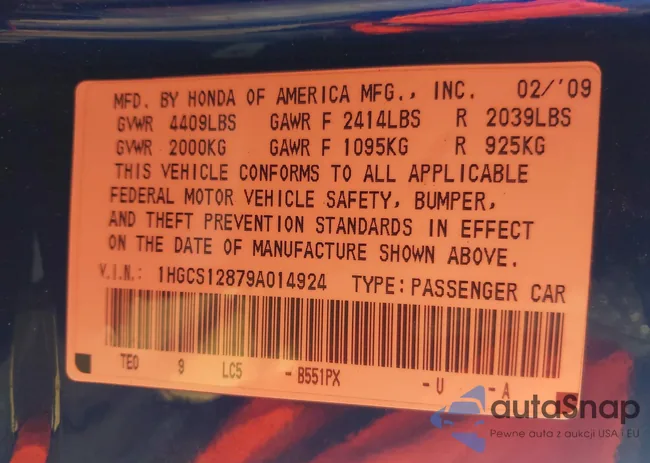 MFD. BY HONDA OF AMERICA MFG., INC. 02/'09
GVWR 4409LBS GAWR F 2414LBS R 2039LBS
GVWR 2000KG GAWR F 1095KG R 925KG
THIS VEHICLE CONFORMS TO ALL APPLICABLE
FEDERAL MOTOR VEHICLE SAFETY, BUMPER,
AND THEFT PREVENTION STANDARDS IN EFFECT
ON THE DATE OF MANUFACTURE SHOWN ABOVE.
V.I.N.: 1HGCS12879A014924 TYPE: PASSENGER CAR
TE0 9 LC5 - B551PX - U - A
autaSnap
Pewne auta z aukcji USA i EU